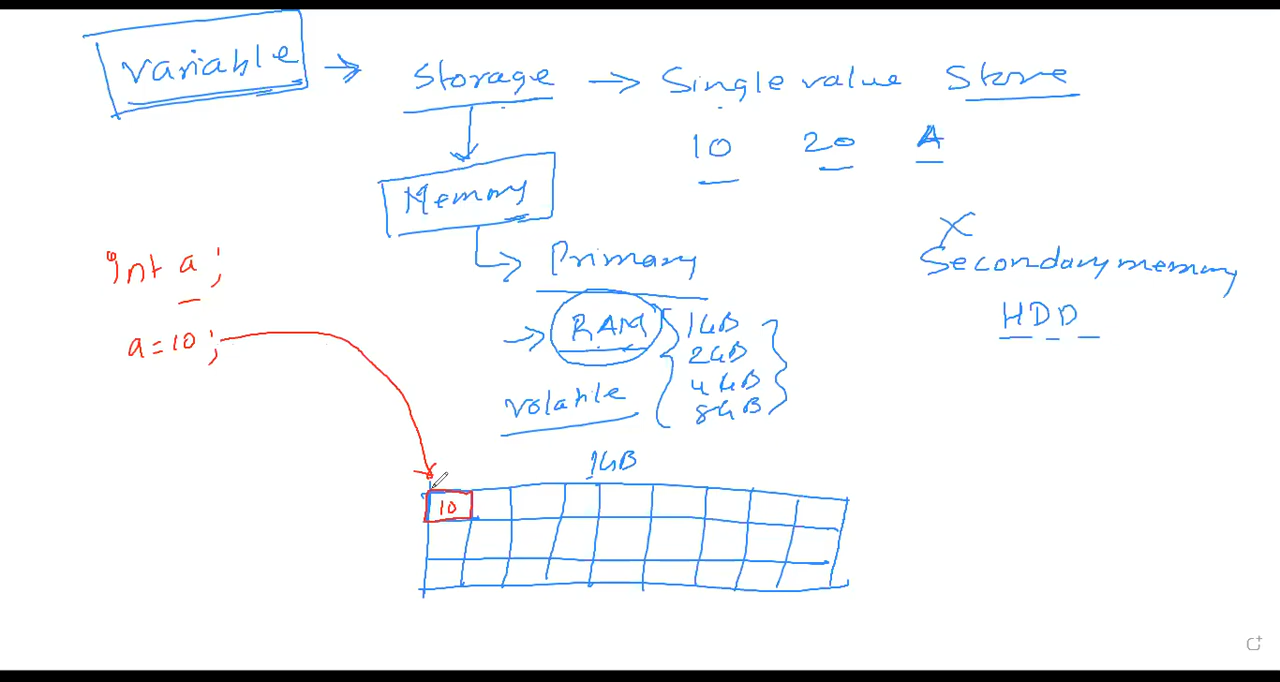 Variable → Storage → Single value Store
10 20 A
Memory
int a;
Primary
X
Secondary memory
HDD
a=10;
→ RAM
1GB
2GB
4GB
8GB
volatile
1GB
10